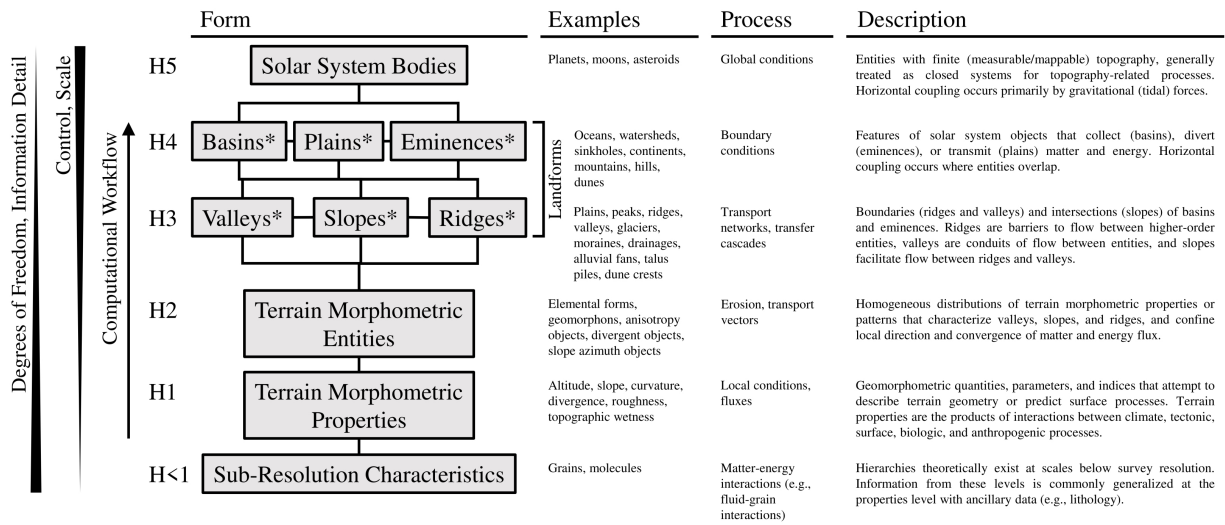 Form Examples Process Description
Degrees of Freedom, Information Detail
Control, Scale
Computational Workflow
H5
Solar System Bodies
Planets, moons, asteroids
Global conditions
Entities with finite (measurable/mappable) topography, generally
treated as closed systems for topography-related processes.
Horizontal coupling occurs primarily by gravitational (tidal) forces.
H4
Basins* Plains* Eminences*
Landforms
Oceans, watersheds,
sinkholes, continents,
mountains, hills,
dunes
Boundary
conditions
Features of solar system objects that collect (basins), divert
(eminences), or transmit (plains) matter and energy. Horizontal
coupling occurs where entities overlap.
H3
Valleys* Slopes* Ridges*
Plains, peaks, ridges,
valleys, glaciers,
moraines, drainages,
alluvial fans, talus
piles, dune crests
Transport
networks, transfer
cascades
Boundaries (ridges and valleys) and intersections (slopes) of basins
and eminences. Ridges are barriers to flow between higher-order
entities, valleys are conduits of flow between entities, and slopes
facilitate flow between ridges and valleys.
H2
Terrain Morphometric
Entities
Elemental forms,
geomorphons, anisotropy
objects, divergent objects,
slope azimuth objects
Erosion, transport
vectors
Homogeneous distributions of terrain morphometric properties or
patterns that characterize valleys, slopes, and ridges, and confine
local direction and convergence of matter and energy flux.
H1
Terrain Morphometric
Properties
Altitude, slope, curvature,
divergence, roughness,
topographic wetness
Local conditions,
fluxes
Geomorphometric quantities, parameters, and indices that attempt to
describe terrain geometry or predict surface processes. Terrain
properties are the products of interactions between climate, tectonic,
surface, biologic, and anthropogenic processes.
H<1
Sub-Resolution Characteristics
Grains, molecules
Matter-energy
interactions (e.g.,
fluid-grain
interactions)
Hierarchies theoretically exist at scales below survey resolution.
Information from these levels is commonly generalized at the
properties level with ancillary data (e.g., lithology).